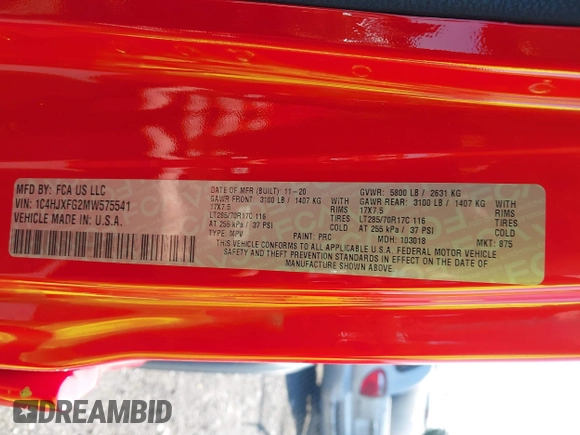 MFD BY: FCA US LLC
VIN: 1C4HJXFG2MW575541
VEHICLE MADE IN U.S.A.
DATE OF MFR (BUILT) 11-20 GVWR: 5800 LB / 2631 KG
GAWR FRONT: 3100 LB / 1407 KG GAWR REAR: 3100 LB / 1407 KG
17X7.5 RIMS 17X7.5 RIMS
LT285/70R17C 116 TIRES LT285/70R17C 116 TIRES
AT 255 kPa / 37 PSI COLD AT 255 kPa / 37 PSI COLD
TYPE: MPV PAINT: PRC MDH: 103018 MKT: 875
THIS VEHICLE CONFORMS TO ALL APPLICABLE U.S.A. FEDERAL MOTOR VEHICLE
SAFETY AND THEFT PREVENTION STANDARDS IN EFFECT ON THE DATE OF
MANUFACTURE SHOWN ABOVE
DREAMBID